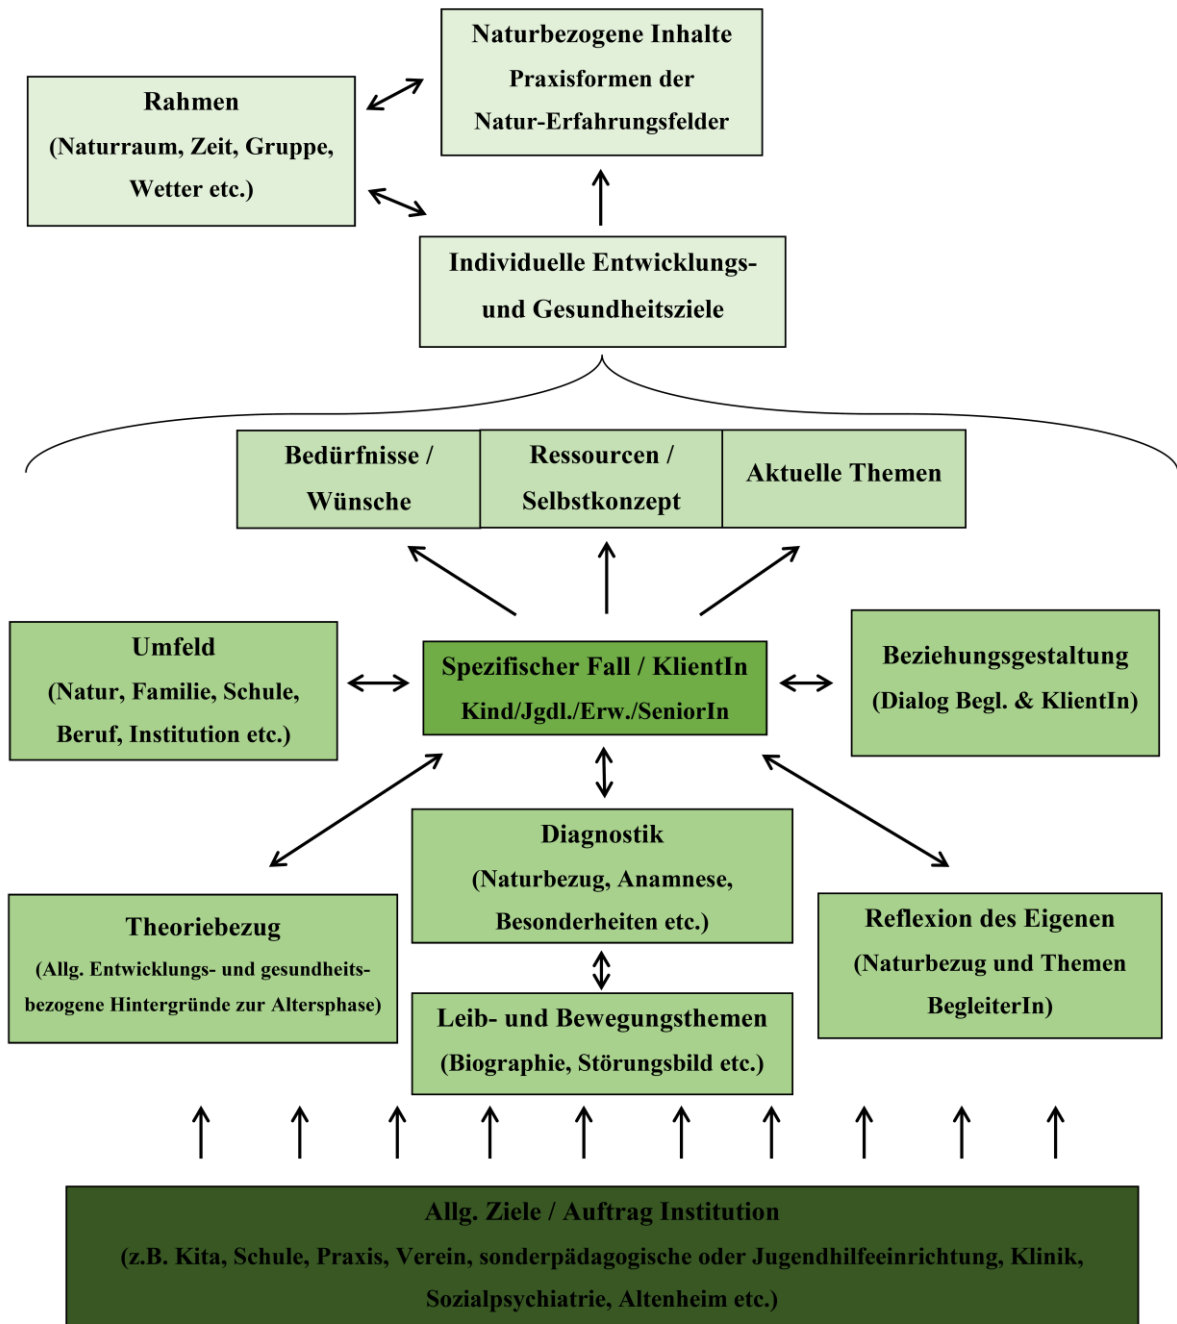 Naturbezogene Inhalte
Praxisformen der
Natur-Erfahrungsfelder
Rahmen
(Naturraum, Zeit, Gruppe,
Wetter etc.)
Individuelle Entwicklungs-
und Gesundheitsziele
Bedürfnisse /
Wünsche
Ressourcen /
Selbstkonzept
Aktuelle Themen
Umfeld
(Natur, Familie, Schule,
Beruf, Institution etc.)
Spezifischer Fall / KlientIn
Kind/Jgdl./Erw./SeniorIn
Beziehungsgestaltung
(Dialog Begl. & KlientIn)
Diagnostik
(Naturbezug, Anamnese,
Besonderheiten etc.)
Theoriebezug
(Allg. Entwicklungs- und gesundheits-
bezogene Hintergründe zur Altersphase)
Reflexion des Eigenen
(Naturbezug und Themen
BegleiterIn)
Leib- und Bewegungsthemen
(Biographie, Störungsbild etc.)
Allg. Ziele / Auftrag Institution
(z.B. Kita, Schule, Praxis, Verein, sonderpädagogische oder Jugendhilfeeinrichtung, Klinik,
Sozialpsychiatrie, Altenheim etc.)